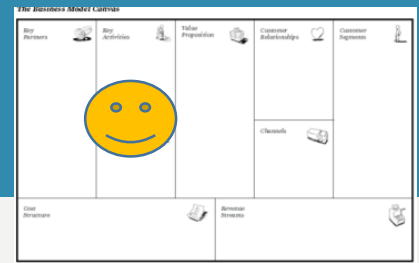 The Business Model Canvas
Key
Partners
Key
Activities
Value
Proposition
Customer
Relationships
Customer
Segments
Channels
Cost
Structure
Revenue
Streams